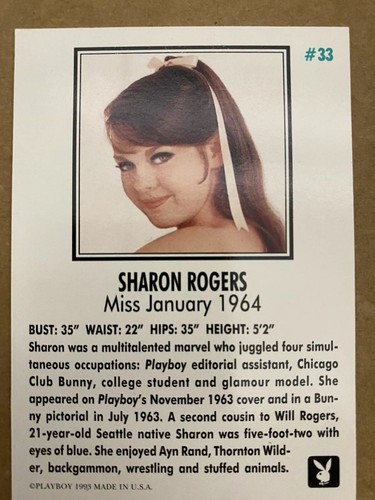 #33
SHARON ROGERS
Miss January 1964
BUST: 35" WAIST: 22" HIPS: 35" HEIGHT: 5'2"
Sharon was a multitalented marvel who juggled four simul-
taneous occupations: Playboy editorial assistant, Chicago
Club Bunny, college student and glamour model. She
appeared on Playboy's November 1963 cover and in a Bun-
ny pictorial in July 1963. A second cousin to Will Rogers,
21-year-old Seattle native Sharon was five-foot-two with
eyes of blue. She enjoyed Ayn Rand, Thornton Wild-
er, backgammon, wrestling and stuffed animals.
©PLAYBOY 1995 MADE IN U.S.A.